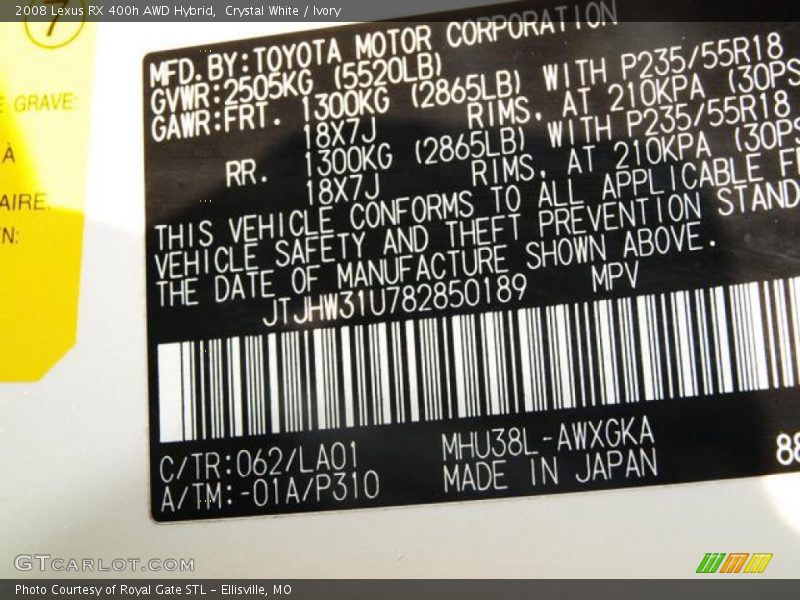 2008 Lexus RX 400h AWD Hybrid,  Crystal White / Ivory
7
E GRAVE:
À
AIRE.
N:
MFD. BY: TOYOTA MOTOR CORPORATION
GVWR: 2505KG (5520LB)
GAWR: FRT. 1300KG (2865LB) WITH P235/55R18
18X7J RIMS, AT 210KPA (30PS
RR. 1300KG (2865LB) WITH P235/55R18
18X7J RIMS, AT 210KPA (30PS
THIS VEHICLE CONFORMS TO ALL APPLICABLE F
VEHICLE SAFETY AND THEFT PREVENTION STAND
THE DATE OF MANUFACTURE SHOWN ABOVE.
JTJHW31U782850189 MPV
C/TR:062/LA01 MHU38L-AWXGKA
A/TM:-01A/P310 MADE IN JAPAN
88
GTCARLOT.COM
Photo Courtesy of Royal Gate STL - Ellisville, MO